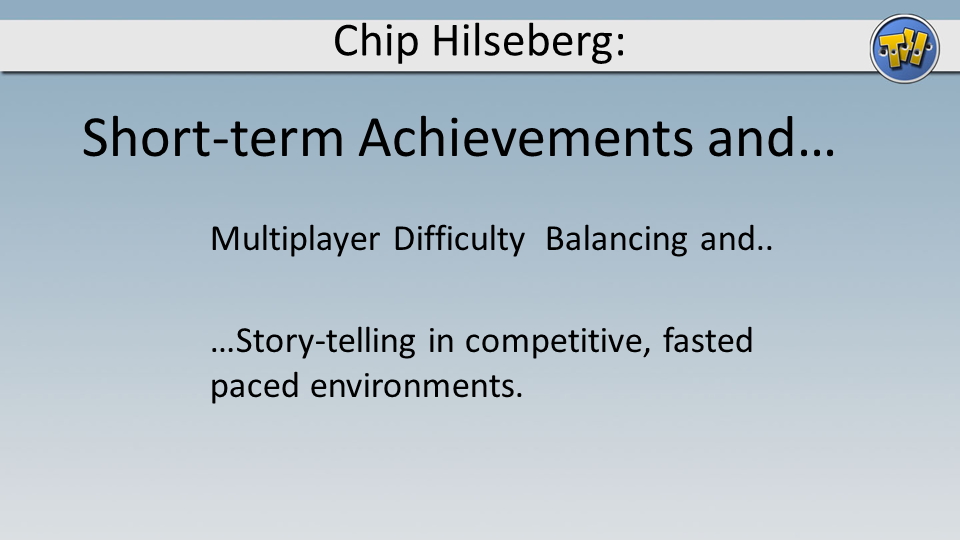 Chip Hilseberg:
Short-term Achievements and…
Multiplayer Difficulty  Balancing and..
…Story-telling in competitive, fasted
paced environments.